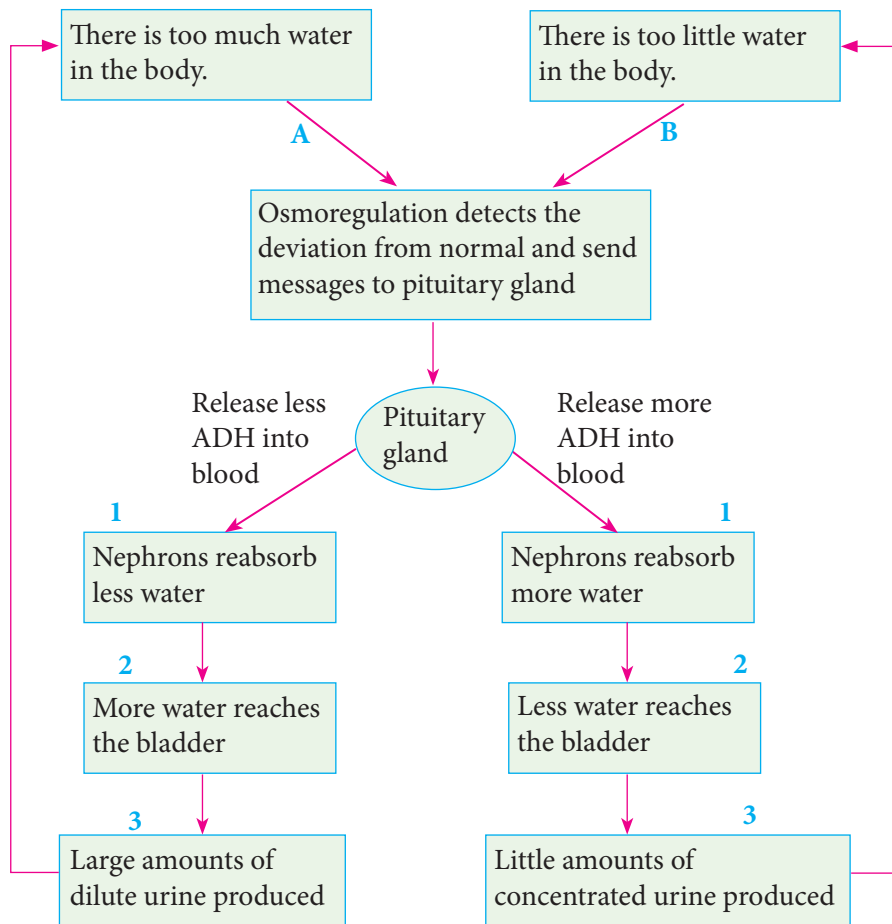 There is too much water
in the body.
There is too little water
in the body.
A
B
Osmoregulation detects the
deviation from normal and send
messages to pituitary gland
Release less
ADH into
blood
Pituitary
gland
Release more
ADH into
blood
1
Nephrons reabsorb
less water
1
Nephrons reabsorb
more water
2
More water reaches
the bladder
2
Less water reaches
the bladder
3
Large amounts of
dilute urine produced
3
Little amounts of
concentrated urine produced